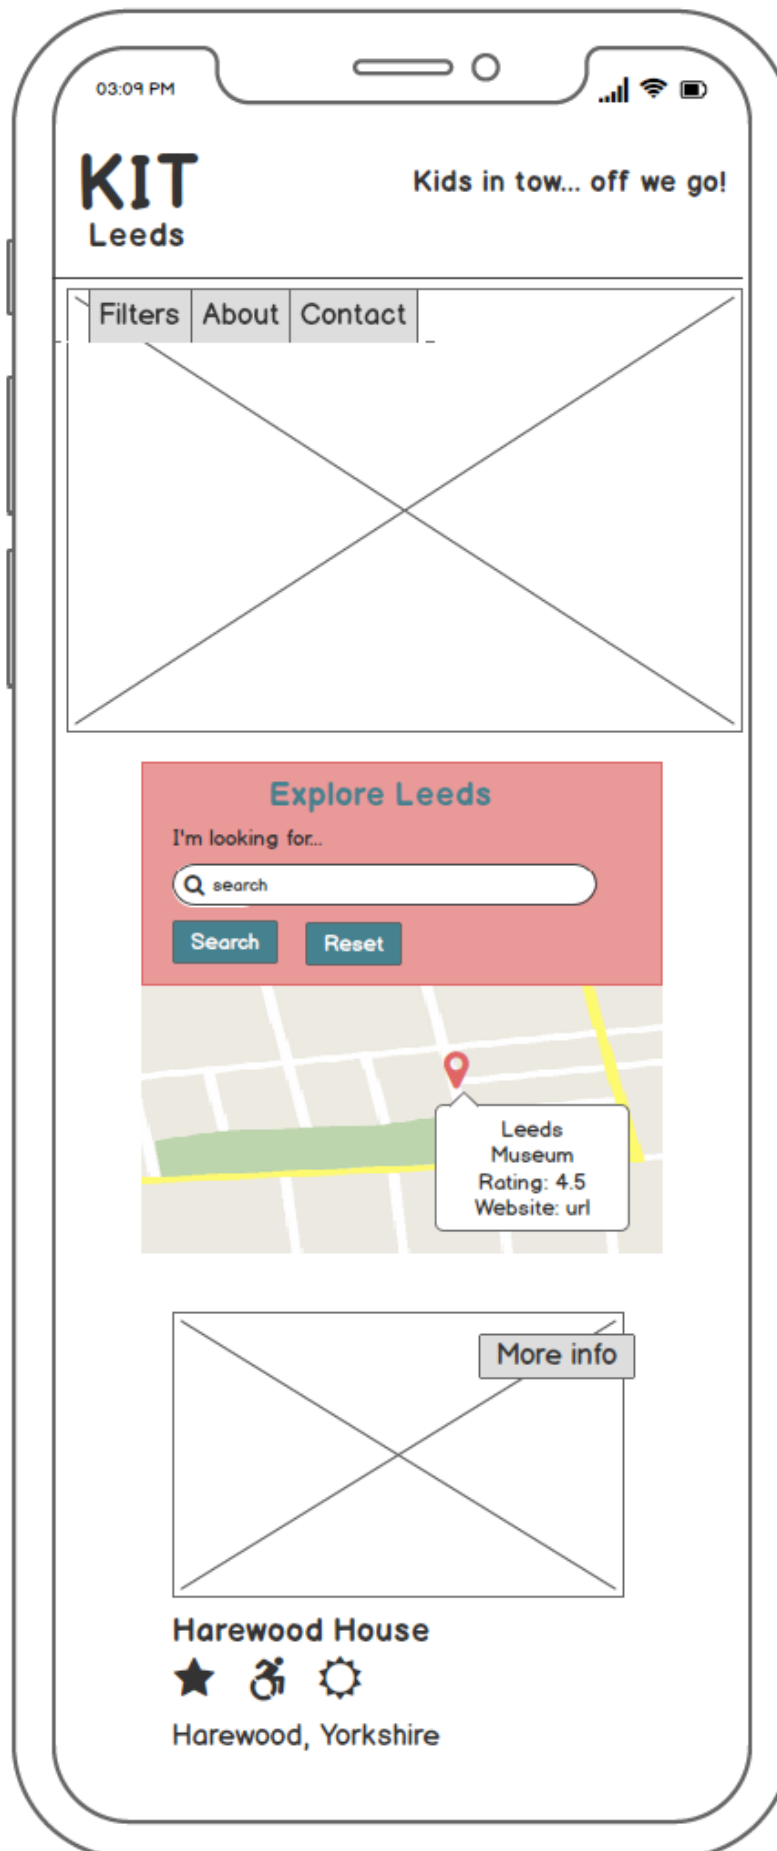 03:09 PM
KIT
Leeds
Kids in tow... off we go!
Filters About Contact
Explore Leeds
I'm looking for...
search
Search Reset
Leeds
Museum
Rating: 4.5
Website: url
More info
Harewood House
Harewood, Yorkshire